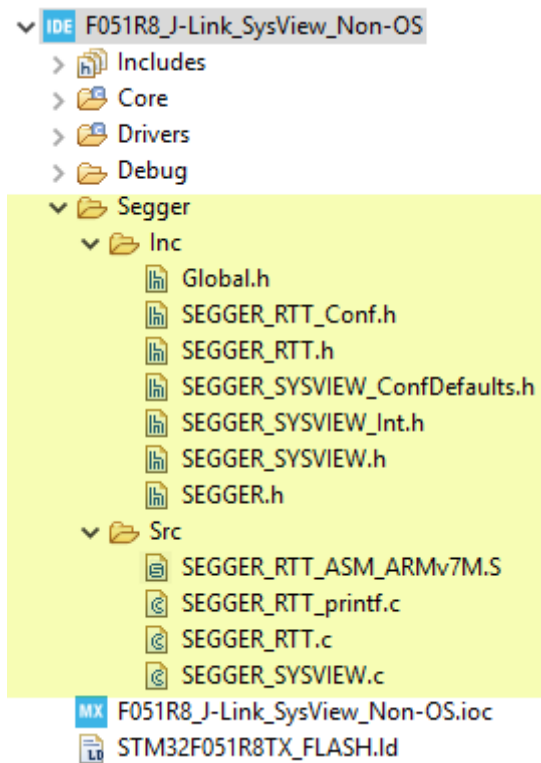 IDE F051R8_J-Link_SysView_Non-OS
Includes
Core
Drivers
Debug
Segger
Inc
Global.h
SEGGER_RTT_Conf.h
SEGGER_RTT.h
SEGGER_SYSVIEW_ConfDefaults.h
SEGGER_SYSVIEW_Int.h
SEGGER_SYSVIEW.h
SEGGER.h
Src
SEGGER_RTT_ASM_ARMv7M.S
SEGGER_RTT_printf.c
SEGGER_RTT.c
SEGGER_SYSVIEW.c
MX F051R8_J-Link_SysView_Non-OS.ioc
STM32F051R8TX_FLASH.ld